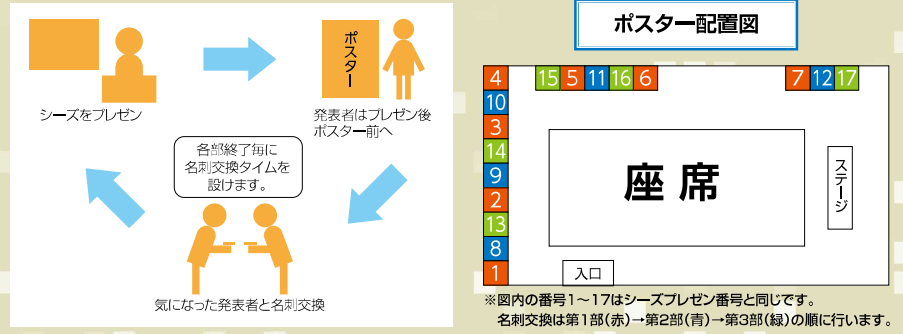 シーズをプレゼン
ポスター
発表者はプレゼン後
ポスター前へ
各部終了毎に
名刺交換タイムを
設けます。
気になった発表者と名刺交換
ポスター配置図
4 15 5 11 16 6 7 12 17
10
3
14
9
2
13
8
1
座 席
ステージ
入口
※図内の番号1〜17はシーズプレゼン番号と同じです。
名刺交換は第1部(赤)→第2部(青)→第3部(緑)の順に行います。